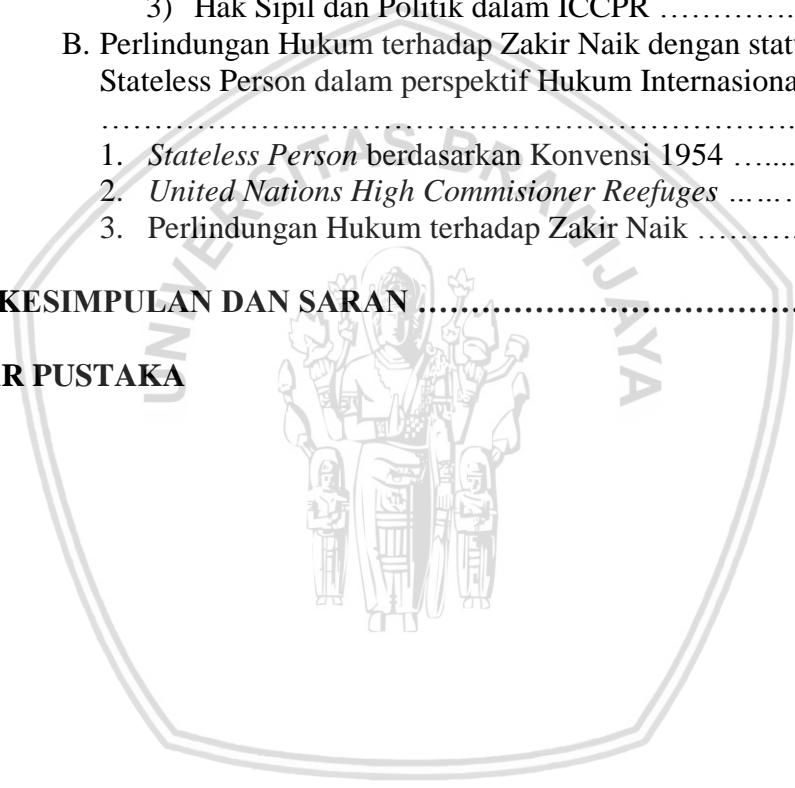 3) Hak Sipil dan Politik dalam ICCPR ………….
B. Perlindungan Hukum terhadap Zakir Naik dengan
Stateless Person dalam perspektif Hukum
………………..……………………………………………….
1. Stateless Person berdasarkan Konvensi 1954 …....
2. United Nations High Commisioner Reefuges ……..
3. Perlindungan Hukum terhadap Zakir Naik ……….
KESIMPULAN DAN SARAN ………………………………
PUSTAKA
UNIVERSITAS BRAWIJAYA